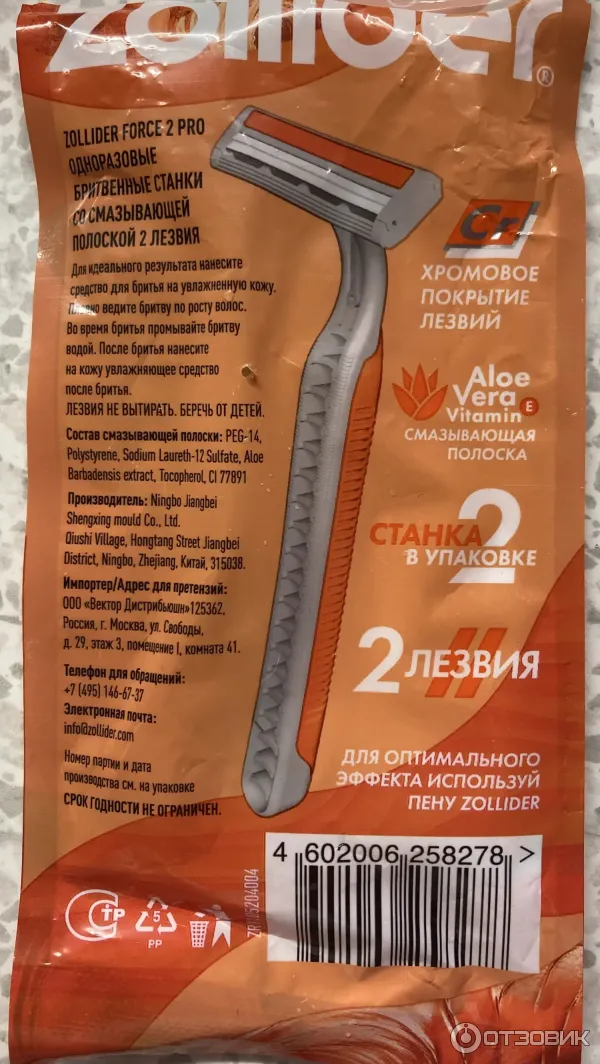 zollider
®
ZOLLIDER FORCE 2 PRO
ОДНОРАЗОВЫЕ
БРИТВЕННЫЕ СТАНКИ
СО СМАЗЫВАЮЩЕЙ
ПОЛОСКОЙ 2 ЛЕЗВИЯ
Для идеального результата нанесите
средство для бритья на увлажненную кожу.
Плавно ведите бритву по росту волос.
Во время бритья промывайте бритву
водой. После бритья нанесите
на кожу увлажняющее средство
после бритья.
ЛЕЗВИЯ НЕ ВЫТИРАТЬ. БЕРЕЧЬ ОТ ДЕТЕЙ.
Состав смазывающей полоски: PEG-14,
Polystyrene, Sodium Laureth-12 Sulfate, Aloe
Barbadensis extract, Tocopherol, CI 77891
Производитель: Ningbo Jiangbei
Shengxing mould Co., Ltd.
Qiushi Village, Hongtang Street Jiangbei
District, Ningbo, Zhejiang, Китай, 315038.
Импортер/Адрес для претензий:
ООО «Вектор Дистрибьюшн»125362,
Россия, г. Москва, ул. Свободы,
д. 29, этаж 3, помещение I, комната 41.
Телефон для обращений:
+7 (495) 146-67-37
Электронная почта:
info@zollider.com
Номер партии и дата
производства см. на упаковке
СРОК ГОДНОСТИ НЕ ОГРАНИЧЕН.
Cr
ХРОМОВОЕ
ПОКРЫТИЕ
ЛЕЗВИЙ
Aloe
Vera
Vitamin E
СМАЗЫВАЮЩАЯ
ПОЛОСКА
2
СТАНКА
В УПАКОВКЕ
2 ЛЕЗВИЯ
ДЛЯ ОПТИМАЛЬНОГО
ЭФФЕКТА ИСПОЛЬЗУЙ
ПЕНУ ZOLLIDER
4 602006 258278 >
СТР
5
PP
ОТЗОВИК